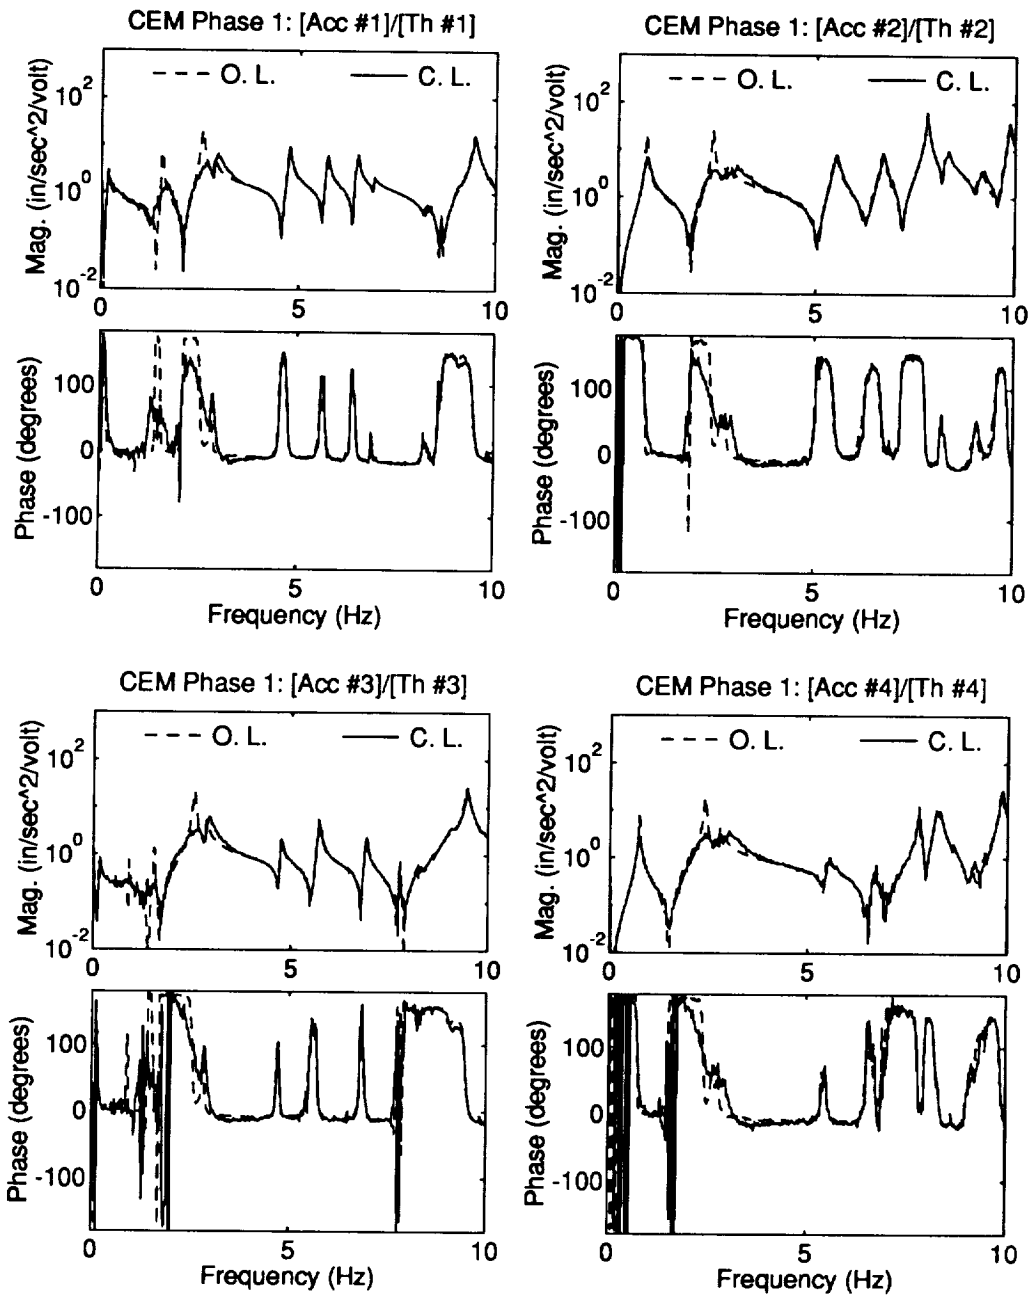 CEM Phase 1: [Acc #1]/[Th #1]
O. L.
C. L.
Mag. (in/sec^2/volt)
10^2
10^0
10^-2
0
5
10
Phase (degrees)
100
0
-100
0
5
10
Frequency (Hz)
CEM Phase 1: [Acc #2]/[Th #2]
O. L.
C. L.
Mag. (in/sec^2/volt)
10^2
10^0
10^-2
0
5
10
Phase (degrees)
100
0
-100
0
5
10
Frequency (Hz)
CEM Phase 1: [Acc #3]/[Th #3]
O. L.
C. L.
Mag. (in/sec^2/volt)
10^2
10^0
10^-2
0
5
10
Phase (degrees)
100
0
-100
0
5
10
Frequency (Hz)
CEM Phase 1: [Acc #4]/[Th #4]
O. L.
C. L.
Mag. (in/sec^2/volt)
10^2
10^0
10^-2
0
5
10
Phase (degrees)
100
0
-100
0
5
10
Frequency (Hz)